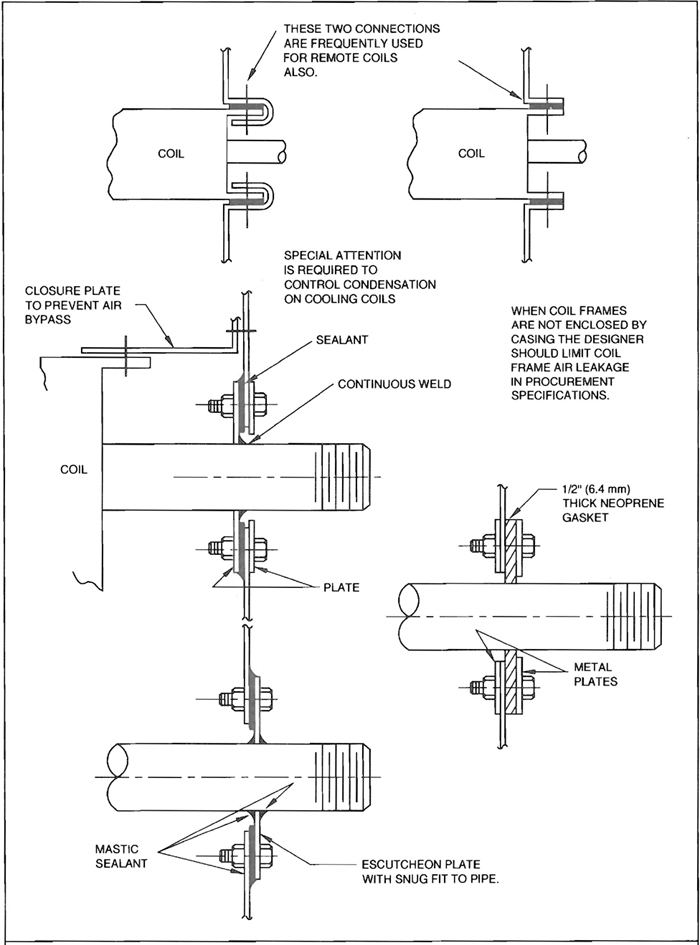 THESE TWO CONNECTIONS
ARE FREQUENTLY USED
FOR REMOTE COILS
ALSO.
COIL
COIL
SPECIAL ATTENTION
IS REQUIRED TO
CONTROL CONDENSATION
ON COOLING COILS
CLOSURE PLATE
TO PREVENT AIR
BYPASS
WHEN COIL FRAMES
ARE NOT ENCLOSED BY
CASING THE DESIGNER
SHOULD LIMIT COIL
FRAME AIR LEAKAGE
IN PROCUREMENT
SPECIFICATIONS.
SEALANT
CONTINUOUS WELD
COIL
1/2" (6.4 mm)
THICK NEOPRENE
GASKET
PLATE
METAL
PLATES
MASTIC
SEALANT
ESCUTCHEON PLATE
WITH SNUG FIT TO PIPE.